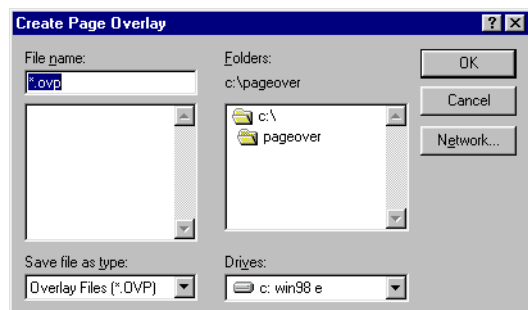 Create Page Overlay
File name:
*.ovp
Folders:
c:\pageover
c:\
pageover
OK
Cancel
Network...
Save file as type:
Overlay Files (*.OVP)
Drives:
c: win98 e